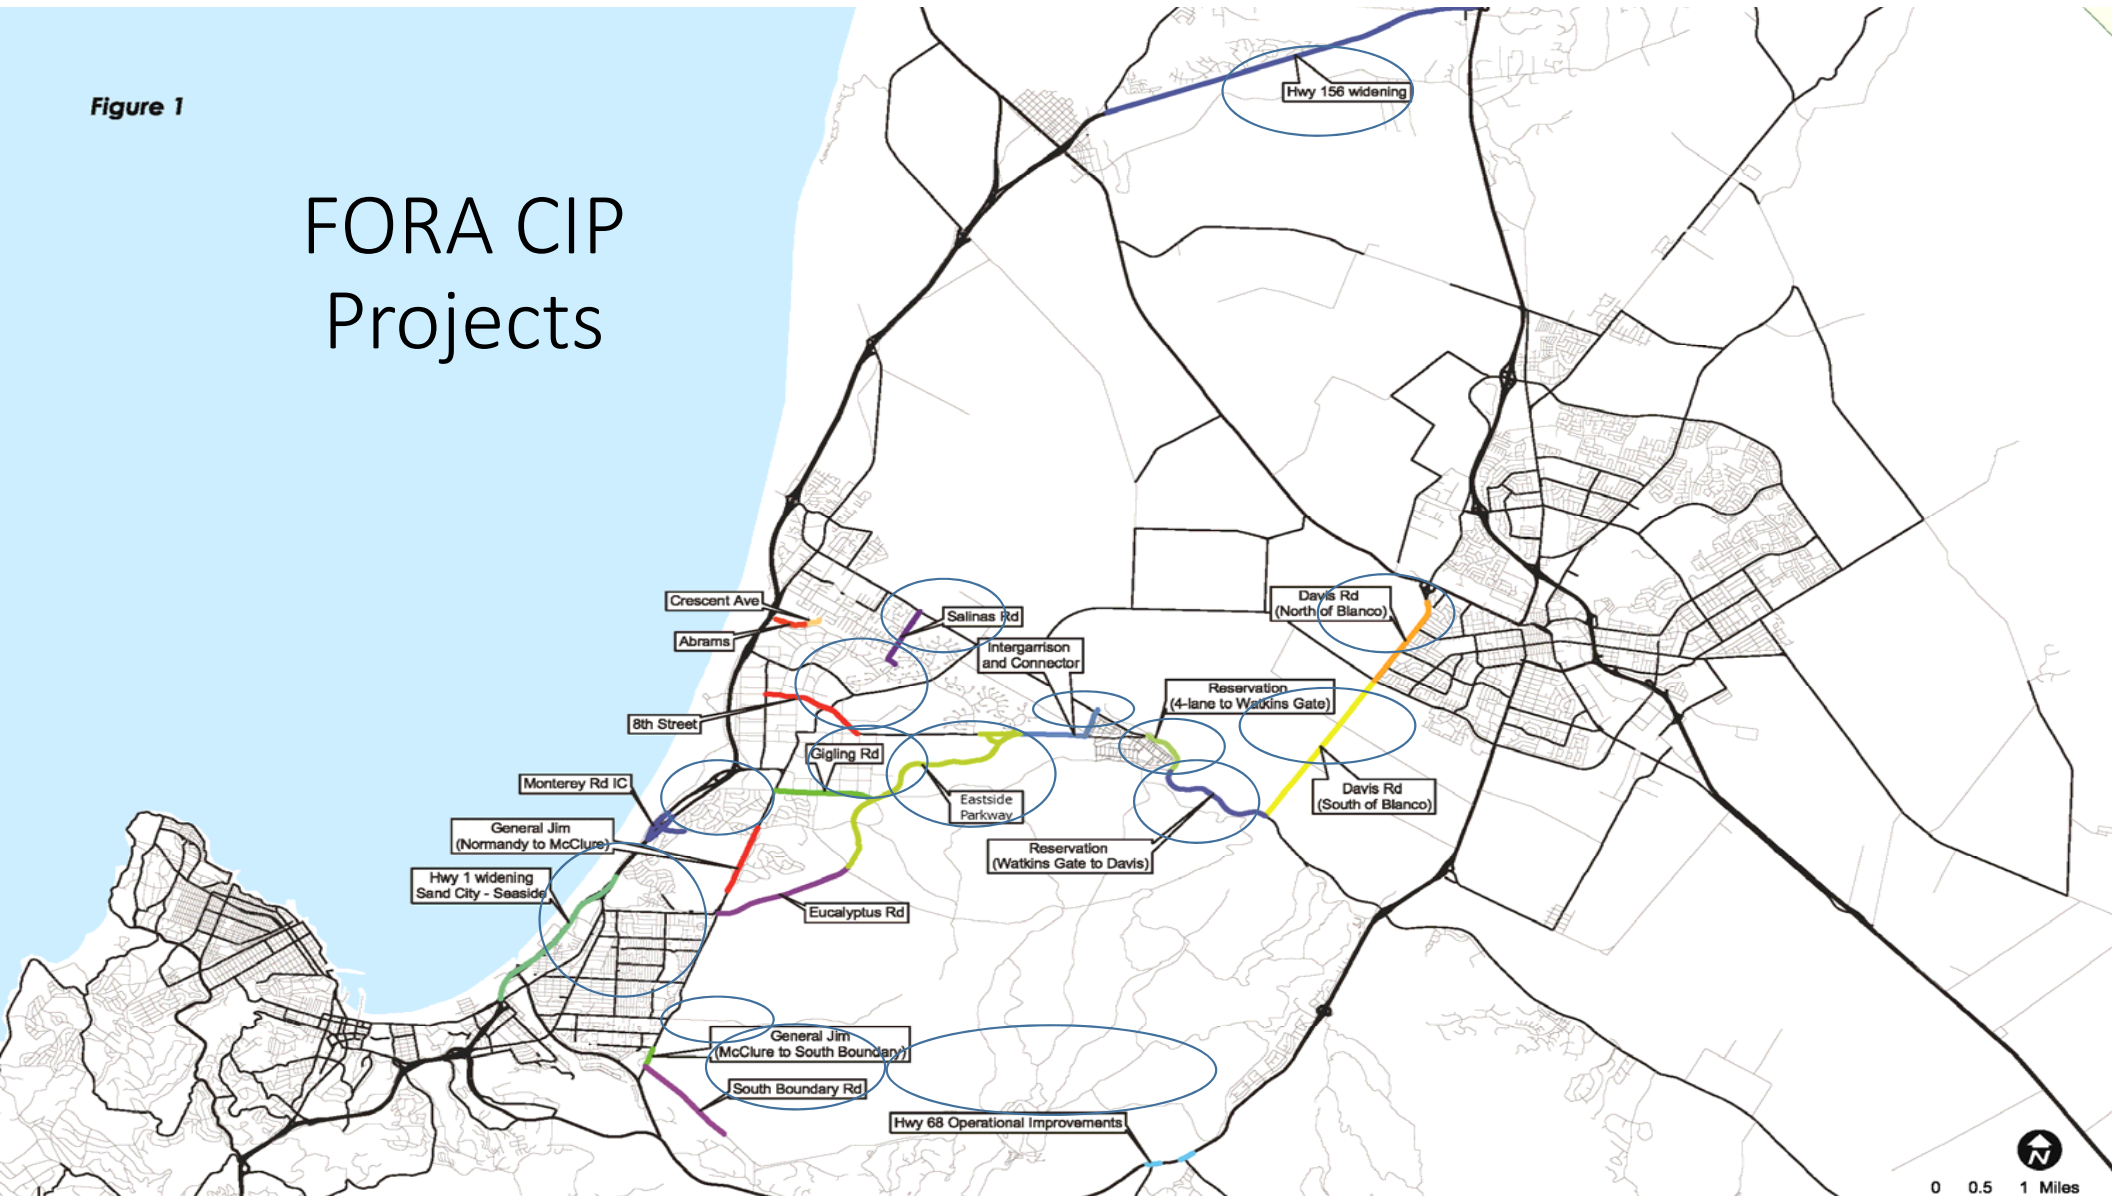 Figure 1
FORA CIP
Projects
Hwy 156 widening
Crescent Ave
Abrams
Salinas Rd
Davis Rd
(North of Blanco)
Intergarrison
and Connector
Reservation
(4-lane to Watkins Gate)
8th Street
Gigling Rd
Monterey Rd IC
Eastside
Parkway
Davis Rd
(South of Blanco)
General Jim
(Normandy to McClure)
Reservation
(Watkins Gate to Davis)
Hwy 1 widening
Sand City - Seaside
Eucalyptus Rd
General Jim
(McClure to South Boundary)
South Boundary Rd
Hwy 68 Operational Improvements
N
0 0.5 1 Miles